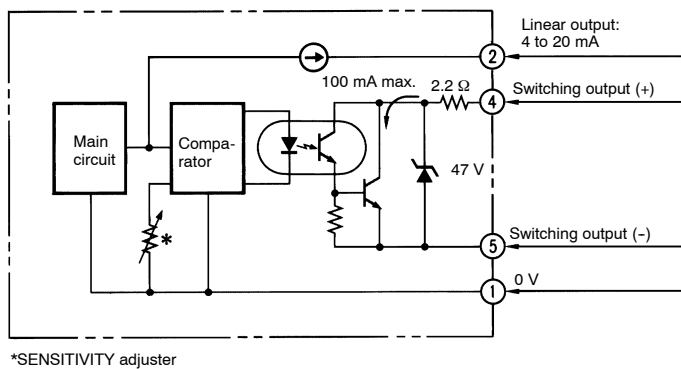 Linear output:
4 to 20 mA
2
100 mA max.
2.2 Ω
4
Switching output (+)
Main
circuit
Compa-
rator
47 V
*
5
Switching output (−)
1
0 V
*SENSITIVITY adjuster